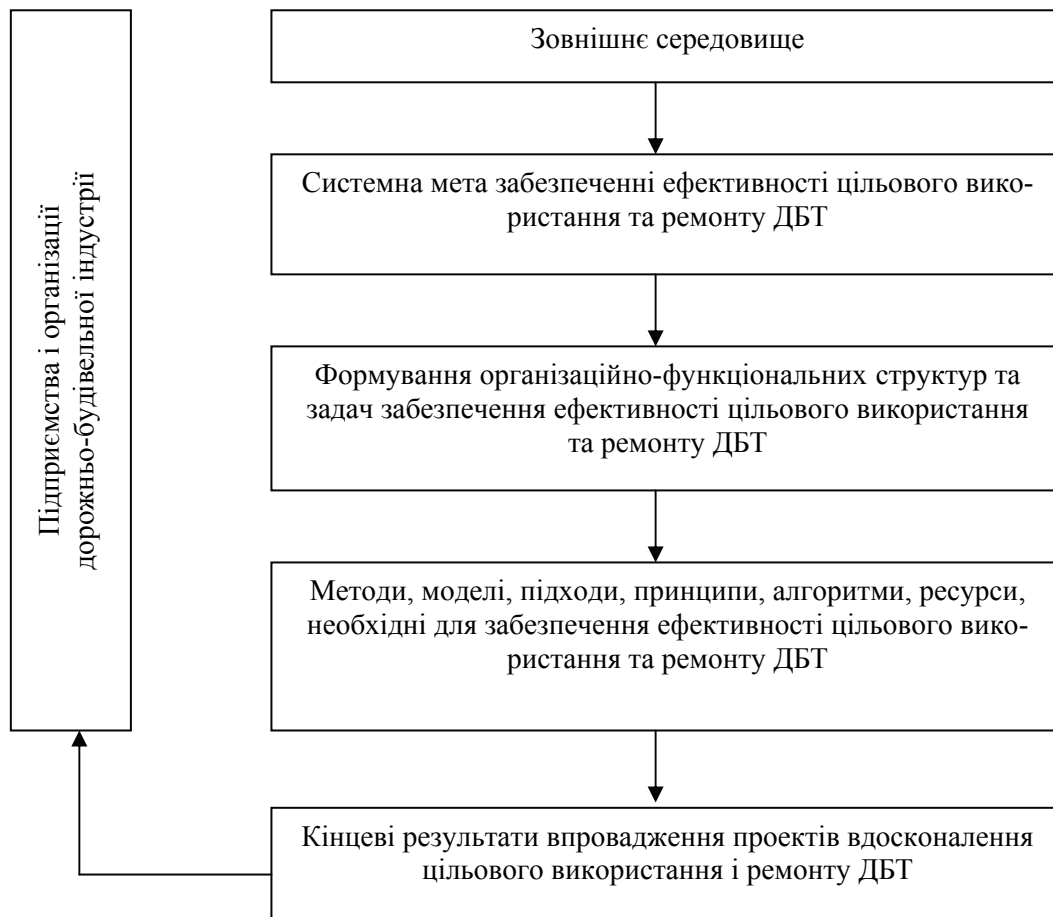 Зовнішнє середовище
Системна мета забезпеченні ефективності цільового вико-
ристання та ремонту ДБТ
Формування організаційно-функціональних структур та
задач забезпечення ефективності цільового використання
та ремонту ДБТ
Методи, моделі, підходи, принципи, алгоритми, ресурси,
необхідні для забезпечення ефективності цільового вико-
ристання та ремонту ДБТ
Кінцеві результати впровадження проектів вдосконалення
цільового використання і ремонту ДБТ
Підприємства і організації
дорожньо-будівельної індустрії